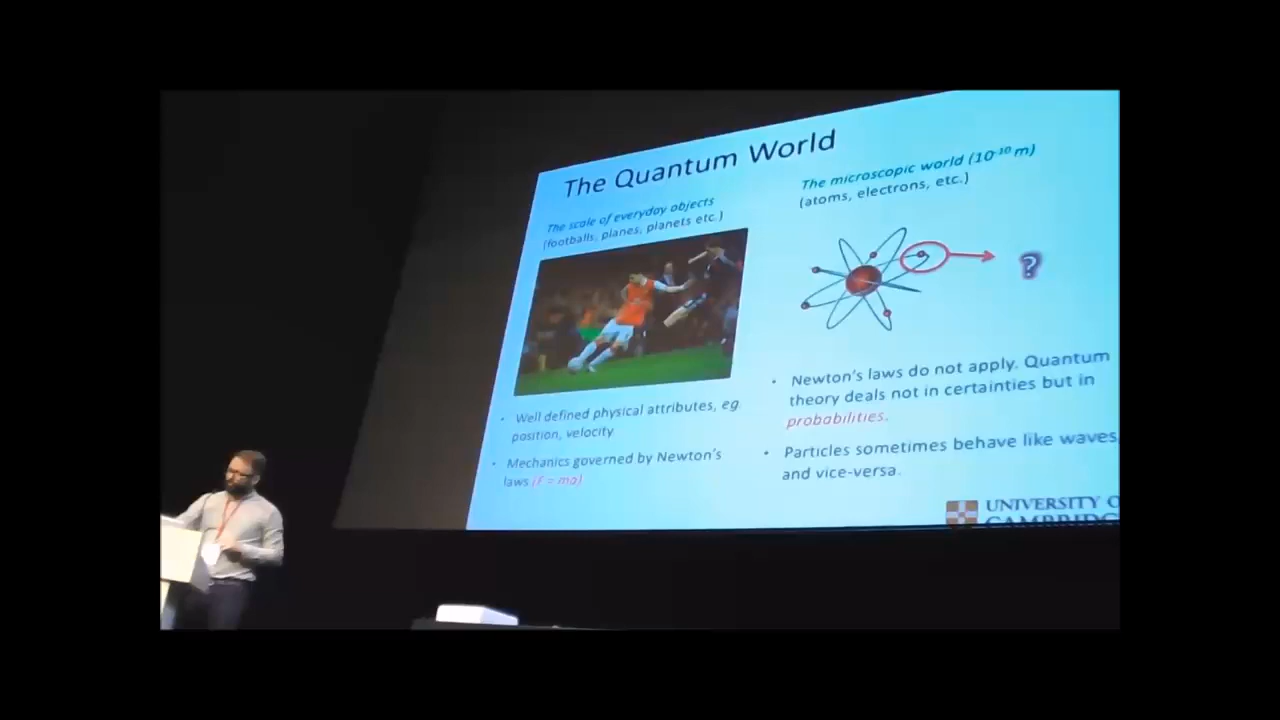 The Quantum World
The scale of everyday objects
(footballs, planes, planets etc.)
Well defined physical attributes, eg
position, velocity
Mechanics governed by Newton's
laws (F = ma)
The microscopic world (10⁻¹⁰ m)
(atoms, electrons, etc.)
?
Newton's laws do not apply. Quantum
theory deals not in certainties but in
probabilities.
Particles sometimes behave like waves
and vice-versa.
UNIVERSITY O
CAMBRIDG